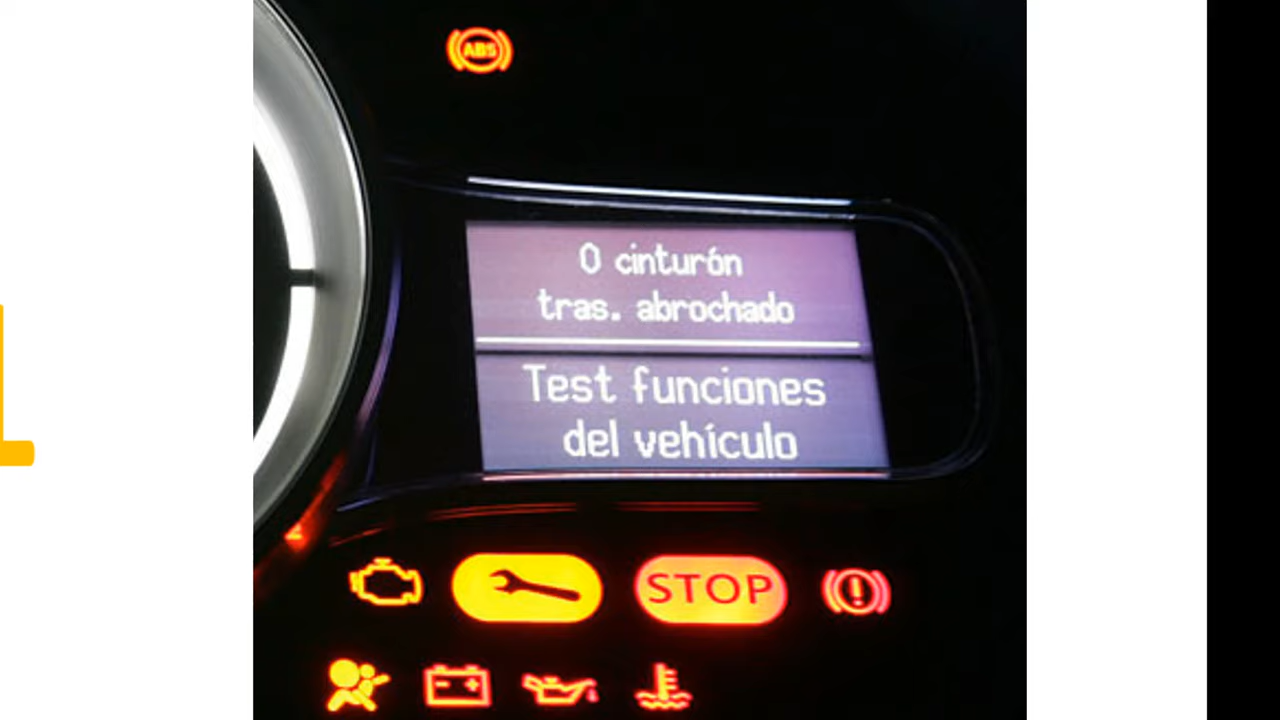 ABS
0 cinturón
tras. abrochado
Test funciones
del vehículo
STOP